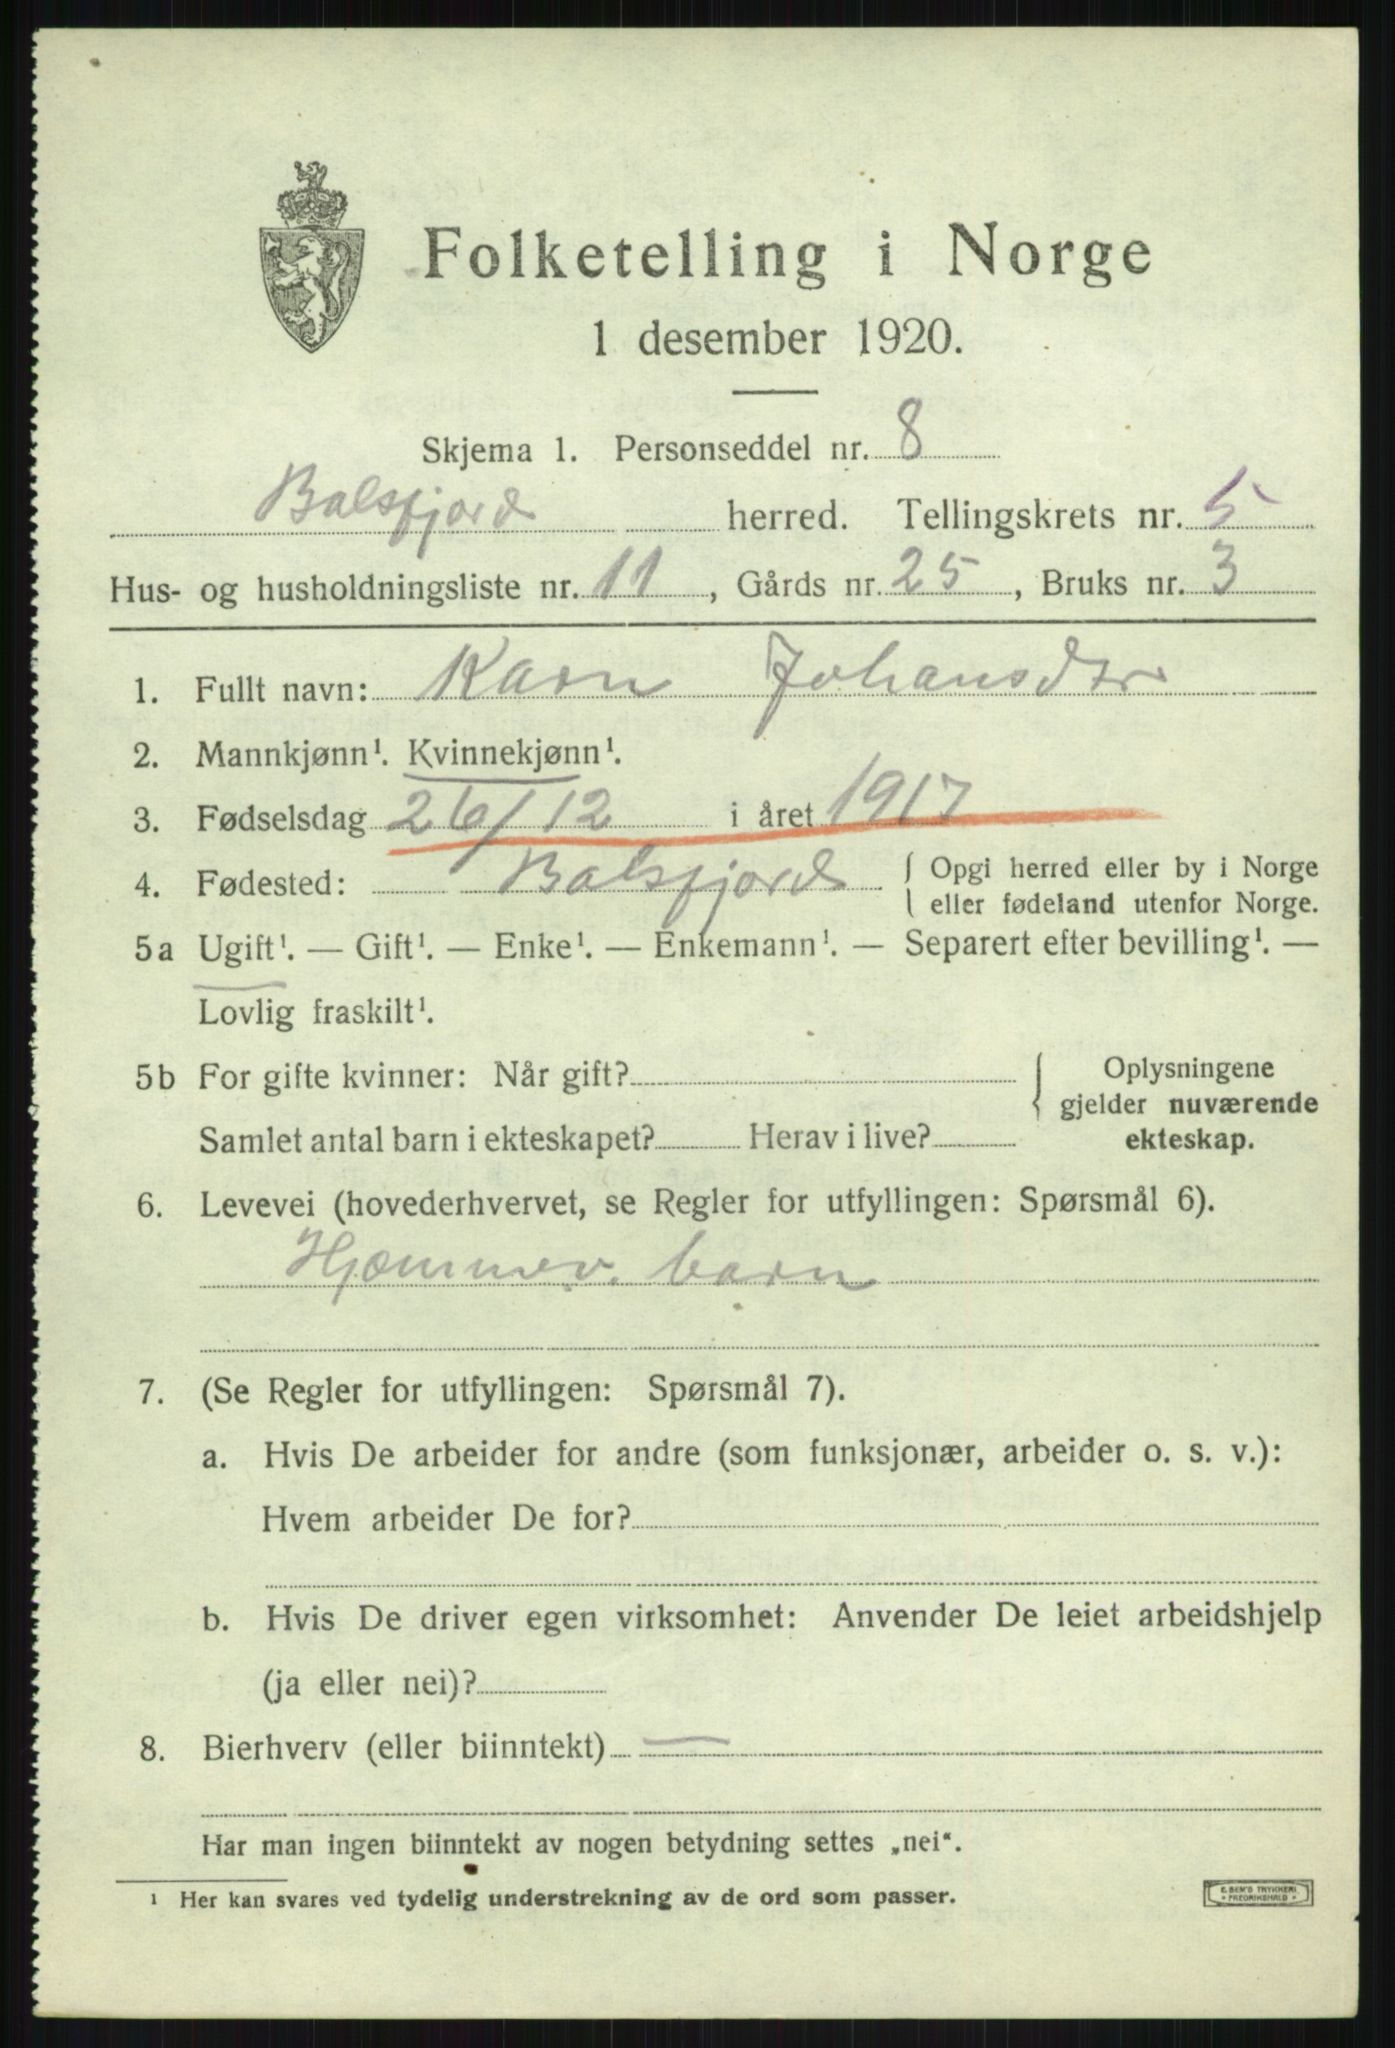 Folketelling i Norge
1 desember 1920.
Skjema 1. Personseddel nr. 8
Balsfjord herred. Tellingskrets nr. 5
Hus- og husholdningsliste nr. 11, Gårds nr. 25, Bruks nr. 3
1. Fullt navn: Karn Johansdtr
2. Mannkjønn¹. Kvinnekjønn¹.
3. Fødselsdag 26/12 i året 1917
4. Fødested: Balsfjord { Opgi herred eller by i Norge
eller fødeland utenfor Norge.
5a Ugift¹. — Gift¹. — Enke¹. — Enkemann¹. — Separert efter bevilling¹. —
Lovlig fraskilt¹.
5b For gifte kvinner: Når gift? { Oplysningene
gjelder nuværende
Samlet antal barn i ekteskapet? Herav i live? ekteskap.
6. Levevei (hovederhvervet, se Regler for utfyllingen: Spørsmål 6).
Hjemmev. barn
7. (Se Regler for utfyllingen: Spørsmål 7).
a. Hvis De arbeider for andre (som funksjonær, arbeider o. s. v.):
Hvem arbeider De for?
b. Hvis De driver egen virksomhet: Anvender De leiet arbeidshjelp
(ja eller nei)?
8. Bierhverv (eller biinntekt) —
Har man ingen biinntekt av nogen betydning settes „nei“.
¹ Her kan svares ved tydelig understrekning av de ord som passer.
E. SEM'S TRYKKERI
• FREDRIKSHALD •